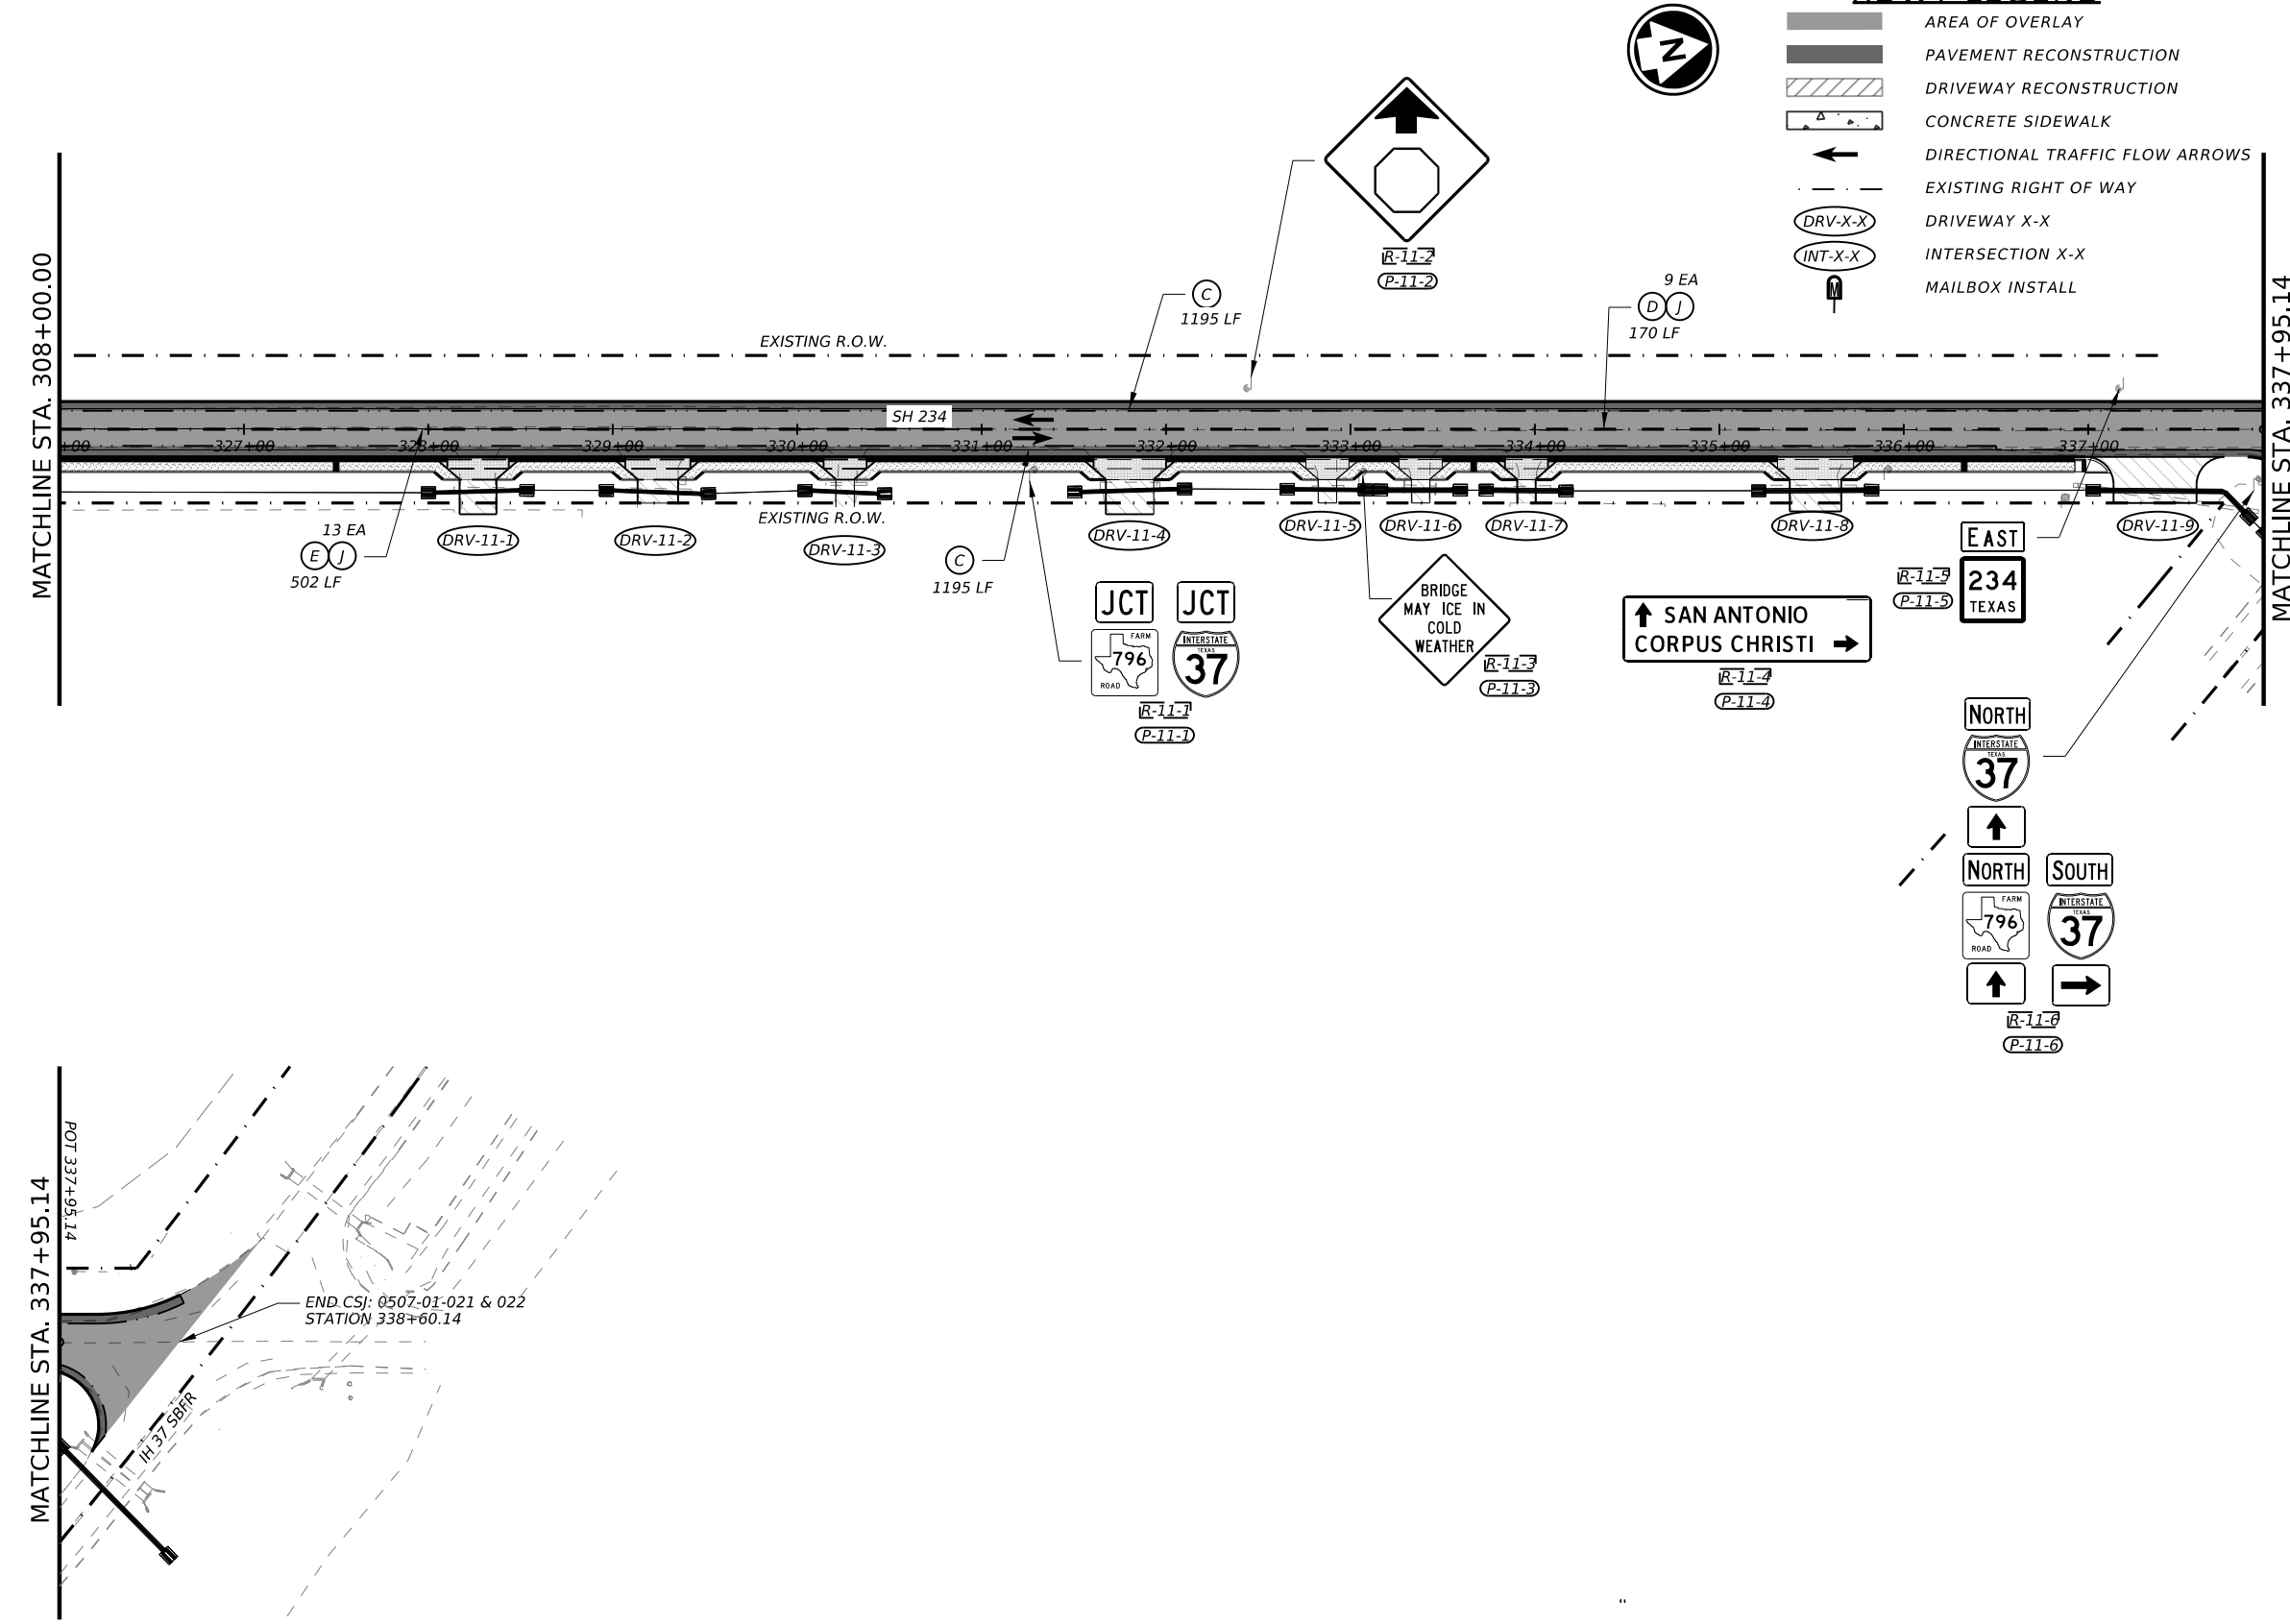 AREA OF OVERLAY
PAVEMENT RECONSTRUCTION
DRIVEWAY RECONSTRUCTION
CONCRETE SIDEWALK
DIRECTIONAL TRAFFIC FLOW ARROWS
EXISTING RIGHT OF WAY
DRV-X-X DRIVEWAY X-X
INT-X-X INTERSECTION X-X
M MAILBOX INSTALL
N
R-11-2
P-11-2
MATCHLINE STA. 308+00.00
MATCHLINE STA. 337+95.14
C
1195 LF
9 EA
D J
170 LF
EXISTING R.O.W.
SH 234
+00 327+00 328+00 329+00 330+00 331+00 332+00 333+00 334+00 335+00 336+00 337+00
EXISTING R.O.W.
13 EA
E J
502 LF
DRV-11-1
DRV-11-2
DRV-11-3
DRV-11-4
DRV-11-5
DRV-11-6
DRV-11-7
DRV-11-8
DRV-11-9
C
1195 LF
JCT JCT
FARM
796
ROAD
INTERSTATE
TEXAS
37
R-11-1
P-11-1
BRIDGE
MAY ICE IN
COLD
WEATHER
R-11-3
P-11-3
SAN ANTONIO
CORPUS CHRISTI
R-11-4
P-11-4
EAST
234
TEXAS
R-11-5
P-11-5
NORTH
INTERSTATE
TEXAS
37
NORTH SOUTH
FARM
796
ROAD
INTERSTATE
TEXAS
37
R-11-6
P-11-6
MATCHLINE STA. 337+95.14
POT 337+95.14
END CSJ: 0507-01-021 & 022
STATION 338+60.14
IH 37 SBFR
"